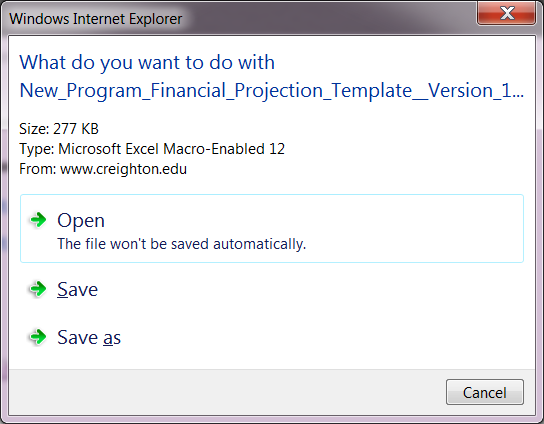 Windows Internet Explorer
What do you want to do with
New_Program_Financial_Projection_Template__Version_1...
Size: 277 KB
Type: Microsoft Excel Macro-Enabled 12
From: www.creighton.edu
Open
The file won't be saved automatically.
Save
Save as
Cancel